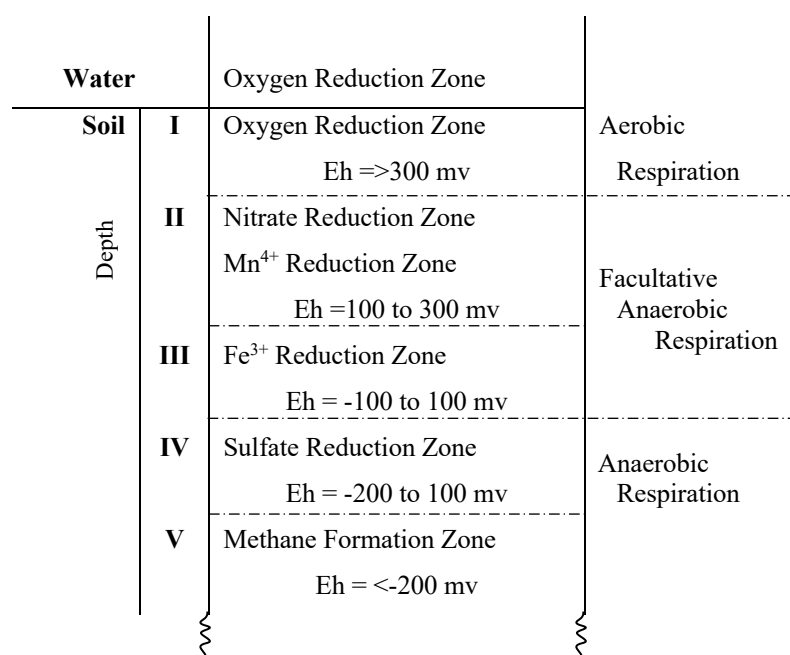 Water Oxygen Reduction Zone
Soil I Oxygen Reduction Zone Aerobic
Eh =>300 mv Respiration
Depth
II Nitrate Reduction Zone
Mn⁴⁺ Reduction Zone
Facultative
Eh =100 to 300 mv Anaerobic
Respiration
III Fe³⁺ Reduction Zone
Eh = -100 to 100 mv
IV Sulfate Reduction Zone
Anaerobic
Eh = -200 to 100 mv Respiration
V Methane Formation Zone
Eh = <-200 mv